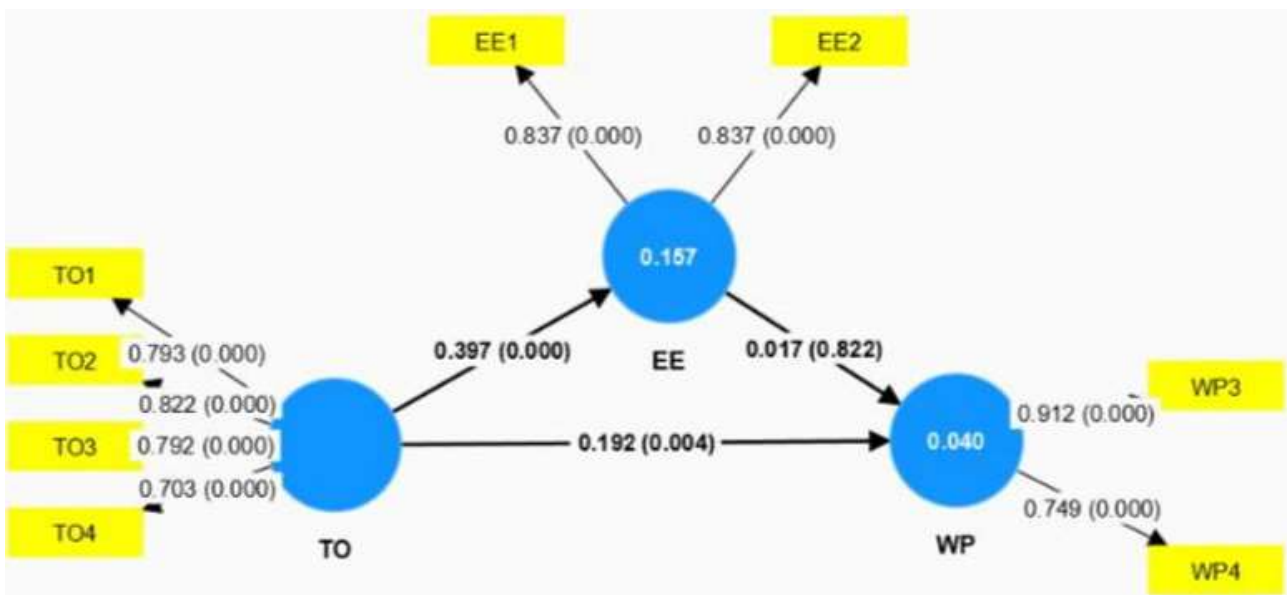 EE1
EE2
0.837 (0.000)
0.837 (0.000)
0.157
EE
TO1
TO2
TO3
TO4
0.793 (0.000)
0.822 (0.000)
0.792 (0.000)
0.703 (0.000)
TO
0.397 (0.000)
0.017 (0.822)
0.192 (0.004)
0.040
WP
0.912 (0.000)
0.749 (0.000)
WP3
WP4